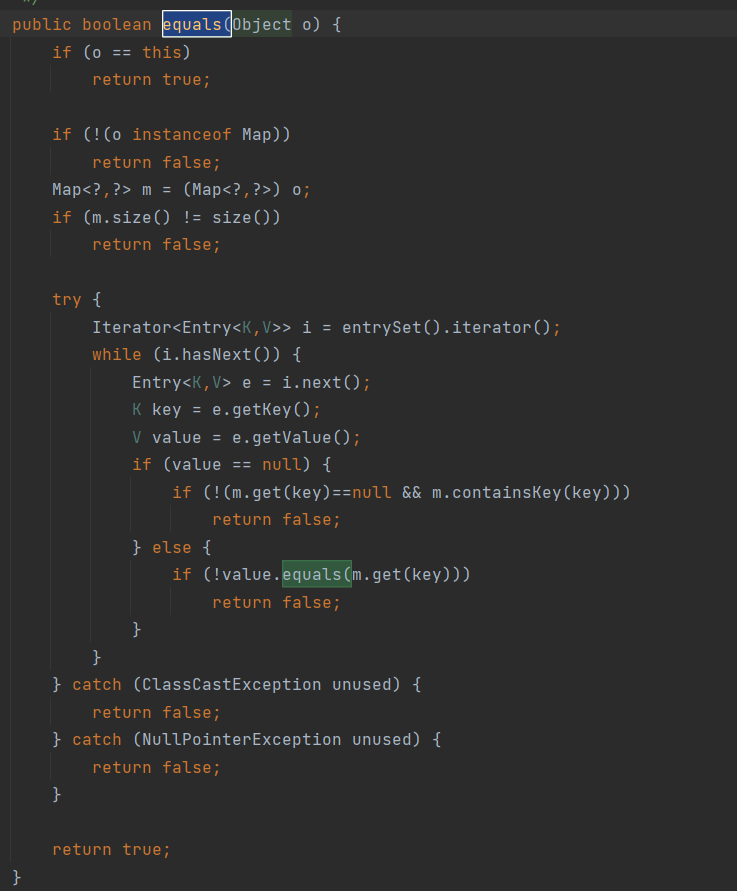 */
public boolean equals(Object o) {
    if (o == this)
        return true;

    if (!(o instanceof Map))
        return false;
    Map<?,?> m = (Map<?,?>) o;
    if (m.size() != size())
        return false;

    try {
        Iterator<Entry<K,V>> i = entrySet().iterator();
        while (i.hasNext()) {
            Entry<K,V> e = i.next();
            K key = e.getKey();
            V value = e.getValue();
            if (value == null) {
                if (!(m.get(key)==null && m.containsKey(key)))
                    return false;
            } else {
                if (!value.equals(m.get(key)))
                    return false;
            }
        }
    } catch (ClassCastException unused) {
        return false;
    } catch (NullPointerException unused) {
        return false;
    }

    return true;
}